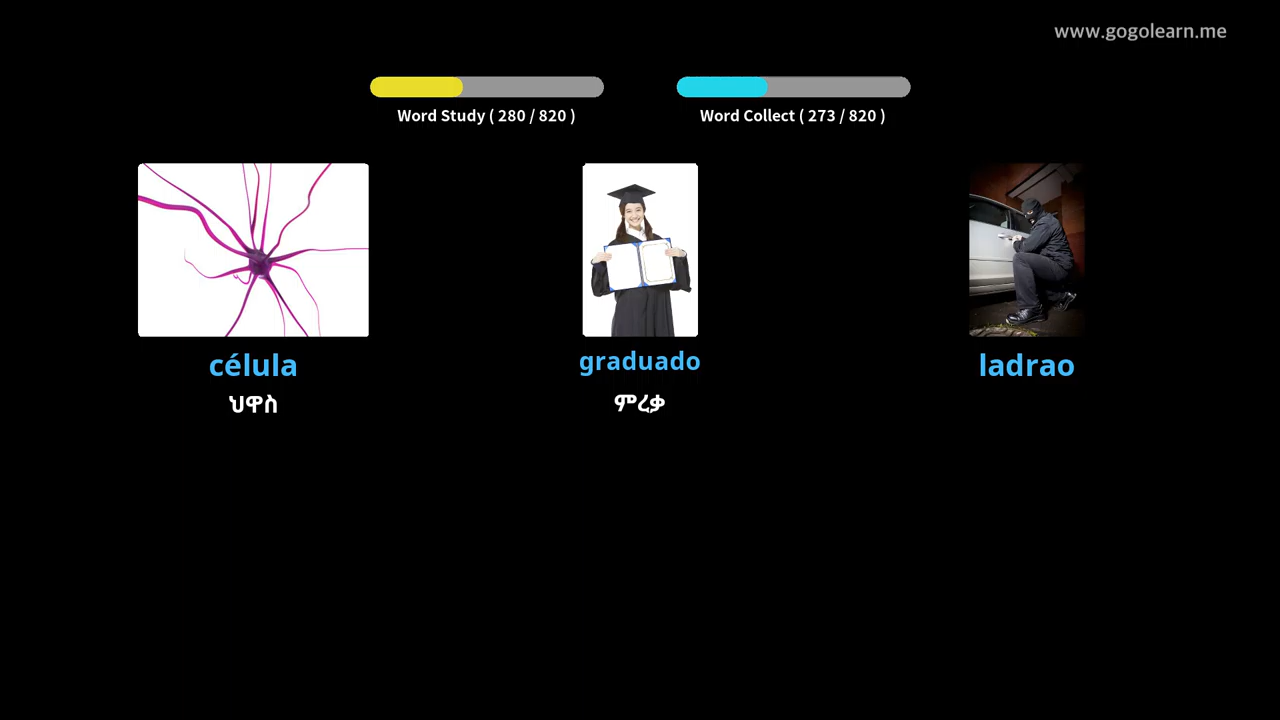 www.gogolearn.me
Word Study ( 280 / 820 )
Word Collect ( 273 / 820 )
célula
graduado
ladrao
ህዋስ
ምረቃ